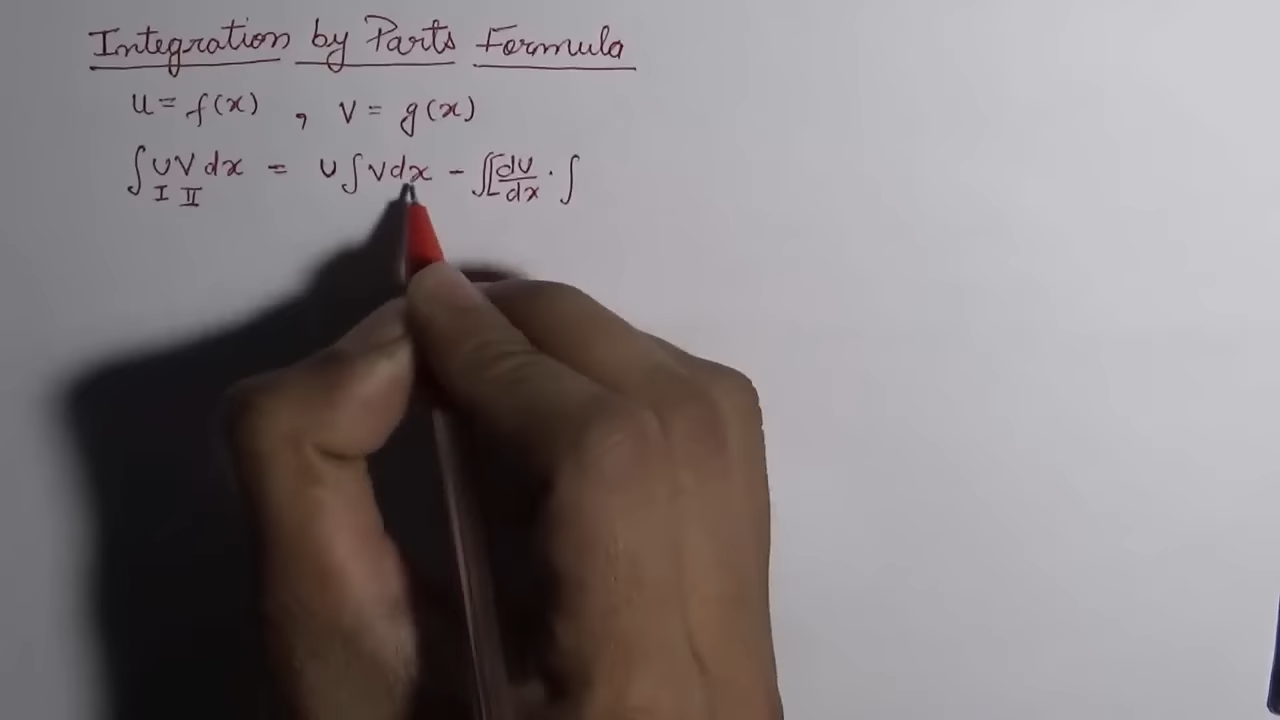 Integration by Parts Formula
u = f(x) , v = g(x)
∫ U V dx = U ∫ V dx - ∫[ du/dx · ∫
I II